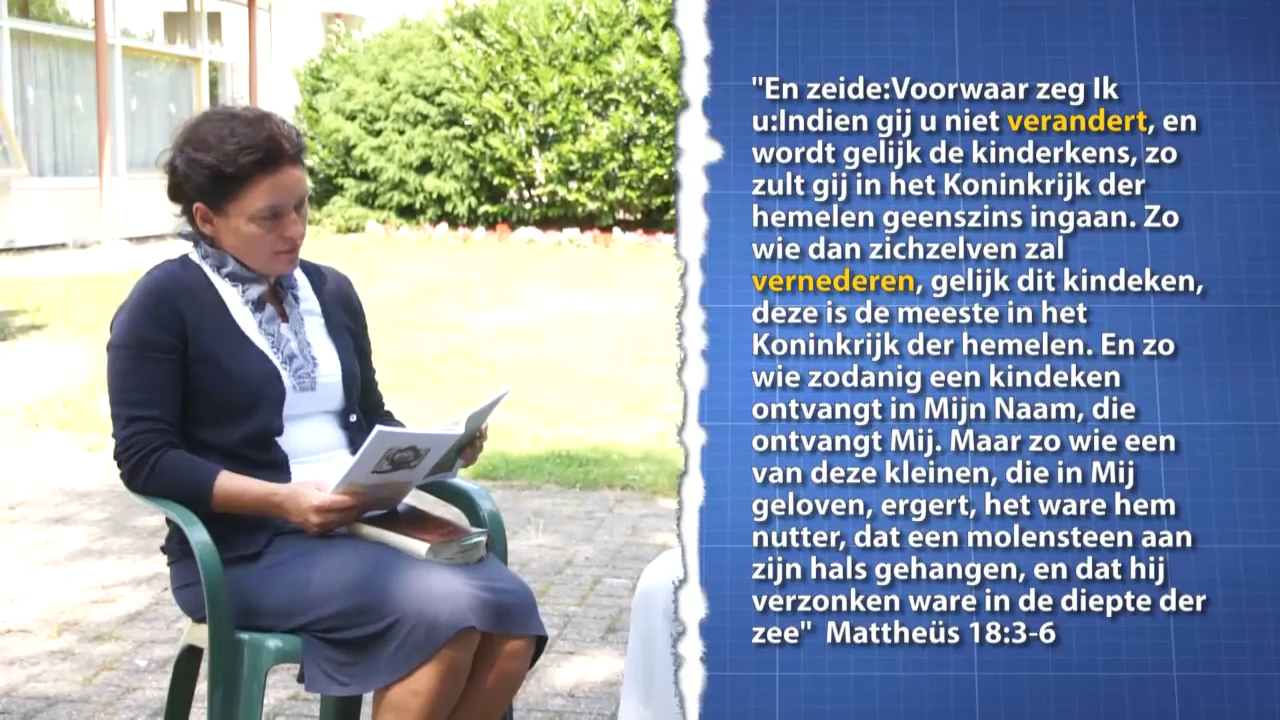 "En zeide:Voorwaar zeg Ik
u:Indien gij u niet verandert, en
wordt gelijk de kinderkens, zo
zult gij in het Koninkrijk der
hemelen geenszins ingaan. Zo
wie dan zichzelven zal
vernederen, gelijk dit kindeken,
deze is de meeste in het
Koninkrijk der hemelen. En zo
wie zodanig een kindeken
ontvangt in Mijn Naam, die
ontvangt Mij. Maar zo wie een
van deze kleinen, die in Mij
geloven, ergert, het ware hem
nutter, dat een molensteen aan
zijn hals gehangen, en dat hij
verzonken ware in de diepte der
zee"  Mattheüs 18:3-6